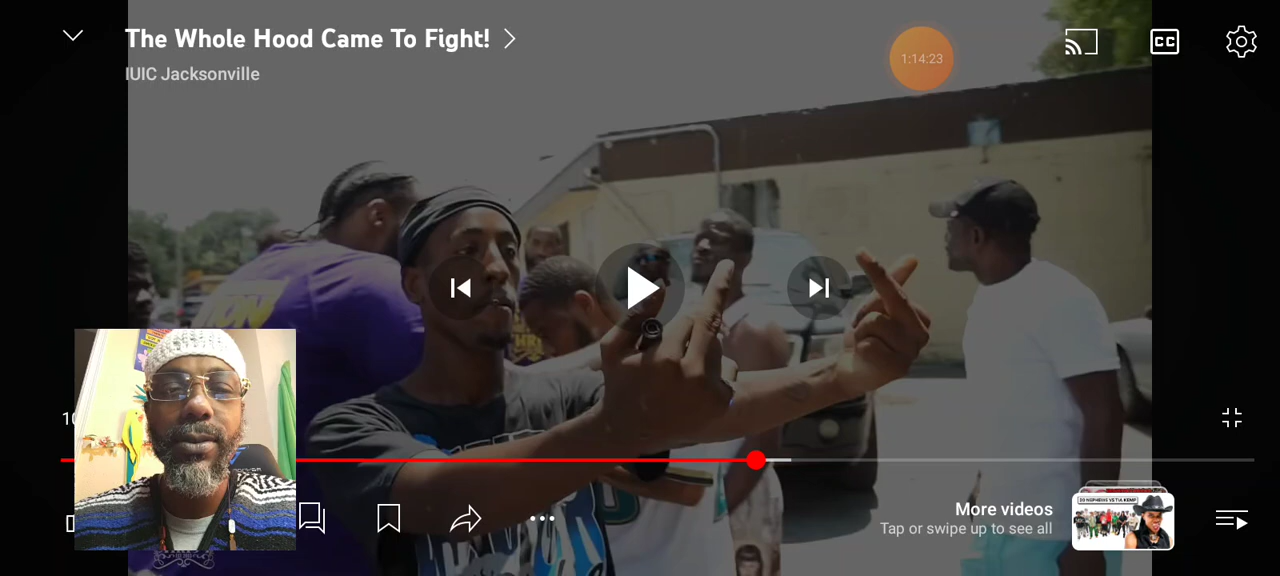 The Whole Hood Came To Fight!
IUIC Jacksonville
1:14:23
CC
More videos
Tap or swipe up to see all